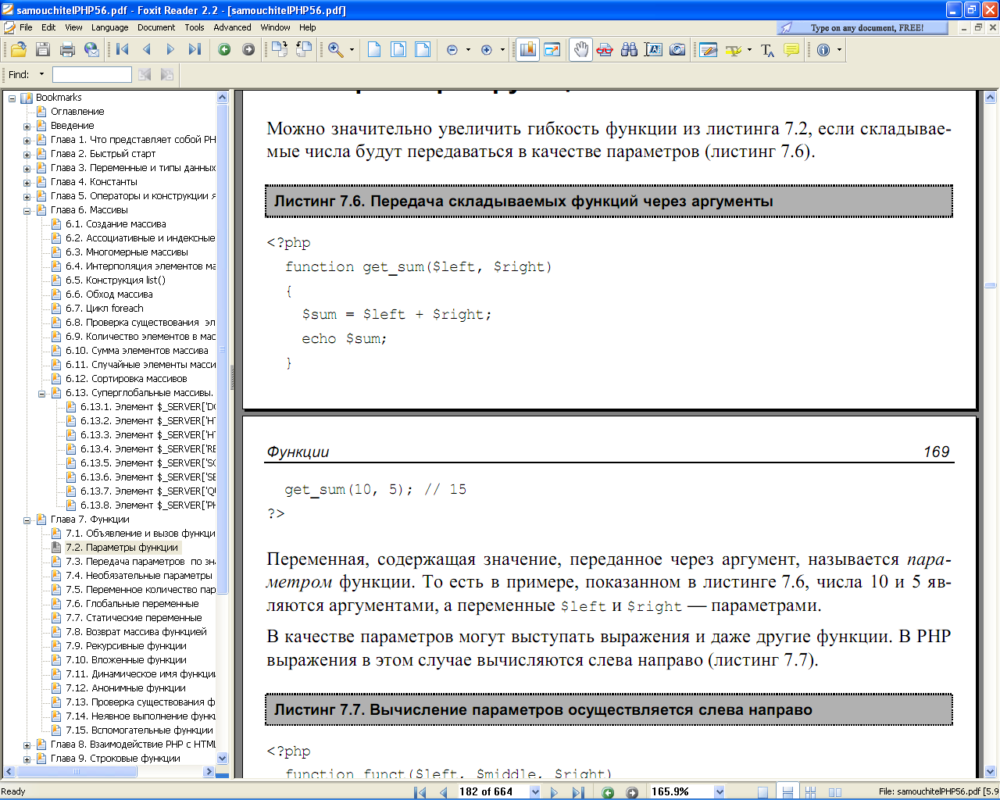 samouchitelPHP56.pdf - Foxit Reader 2.2 - [samouchitelPHP56.pdf]
File Edit View Language Document Tools Advanced Window Help
Type on any document, FREE!
Find:
Bookmarks
Оглавление
Введение
Глава 1. Что представляет собой PH
Глава 2. Быстрый старт
Глава 3. Переменные и типы данных
Глава 4. Константы
Глава 5. Операторы и конструкции я
Глава 6. Массивы
6.1. Создание массива
6.2. Ассоциативные и индексные
6.3. Многомерные массивы
6.4. Интерполяция элементов ма
6.5. Конструкция list()
6.6. Обход массива
6.7. Цикл foreach
6.8. Проверка существования эл
6.9. Количество элементов в мас
6.10. Сумма элементов массива
6.11. Случайные элементы масси
6.12. Сортировка массивов
6.13. Суперглобальные массивы.
6.13.1. Элемент $_SERVER['DO
6.13.2. Элемент $_SERVER['HT
6.13.3. Элемент $_SERVER['HT
6.13.4. Элемент $_SERVER['RE
6.13.5. Элемент $_SERVER['SC
6.13.6. Элемент $_SERVER['SE
6.13.7. Элемент $_SERVER['QU
6.13.8. Элемент $_SERVER['PH
Глава 7. Функции
7.1. Объявление и вызов функци
7.2. Параметры функции
7.3. Передача параметров по зна
7.4. Необязательные параметры
7.5. Переменное количество пар
7.6. Глобальные переменные
7.7. Статические переменные
7.8. Возврат массива функцией
7.9. Рекурсивные функции
7.10. Вложенные функции
7.11. Динамическое имя функции
7.12. Анонимные функции
7.13. Проверка существования ф
7.14. Неявное выполнение функц
7.15. Вспомогательные функции
Глава 8. Взаимодействие PHP с HTML
Глава 9. Строковые функции
Можно значительно увеличить гибкость функции из листинга 7.2, если складывае-
мые числа будут передаваться в качестве параметров (листинг 7.6).
Листинг 7.6. Передача складываемых функций через аргументы
<?php
function get_sum($left, $right)
{
$sum = $left + $right;
echo $sum;
}
Функции 169
get_sum(10, 5); // 15
?>
Переменная, содержащая значение, переданное через аргумент, называется пара-
метром функции. То есть в примере, показанном в листинге 7.6, числа 10 и 5 яв-
ляются аргументами, а переменные $left и $right — параметрами.
В качестве параметров могут выступать выражения и даже другие функции. В PHP
выражения в этом случае вычисляются слева направо (листинг 7.7).
Листинг 7.7. Вычисление параметров осуществляется слева направо
<?php
function funct($left, $middle, $right)
Ready 182 of 664 165.9% File: samouchitelPHP56.pdf [5.9